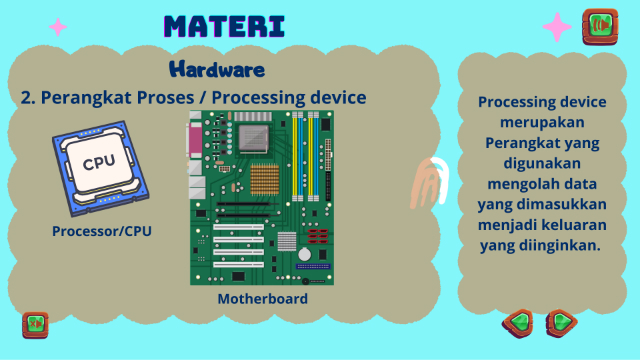 MATERI
Hardware
2. Perangkat Proses / Processing device
CPU
Processor/CPU
Motherboard
Processing device
merupakan
Perangkat yang
digunakan
mengolah data
yang dimasukkan
menjadi keluaran
yang diinginkan.